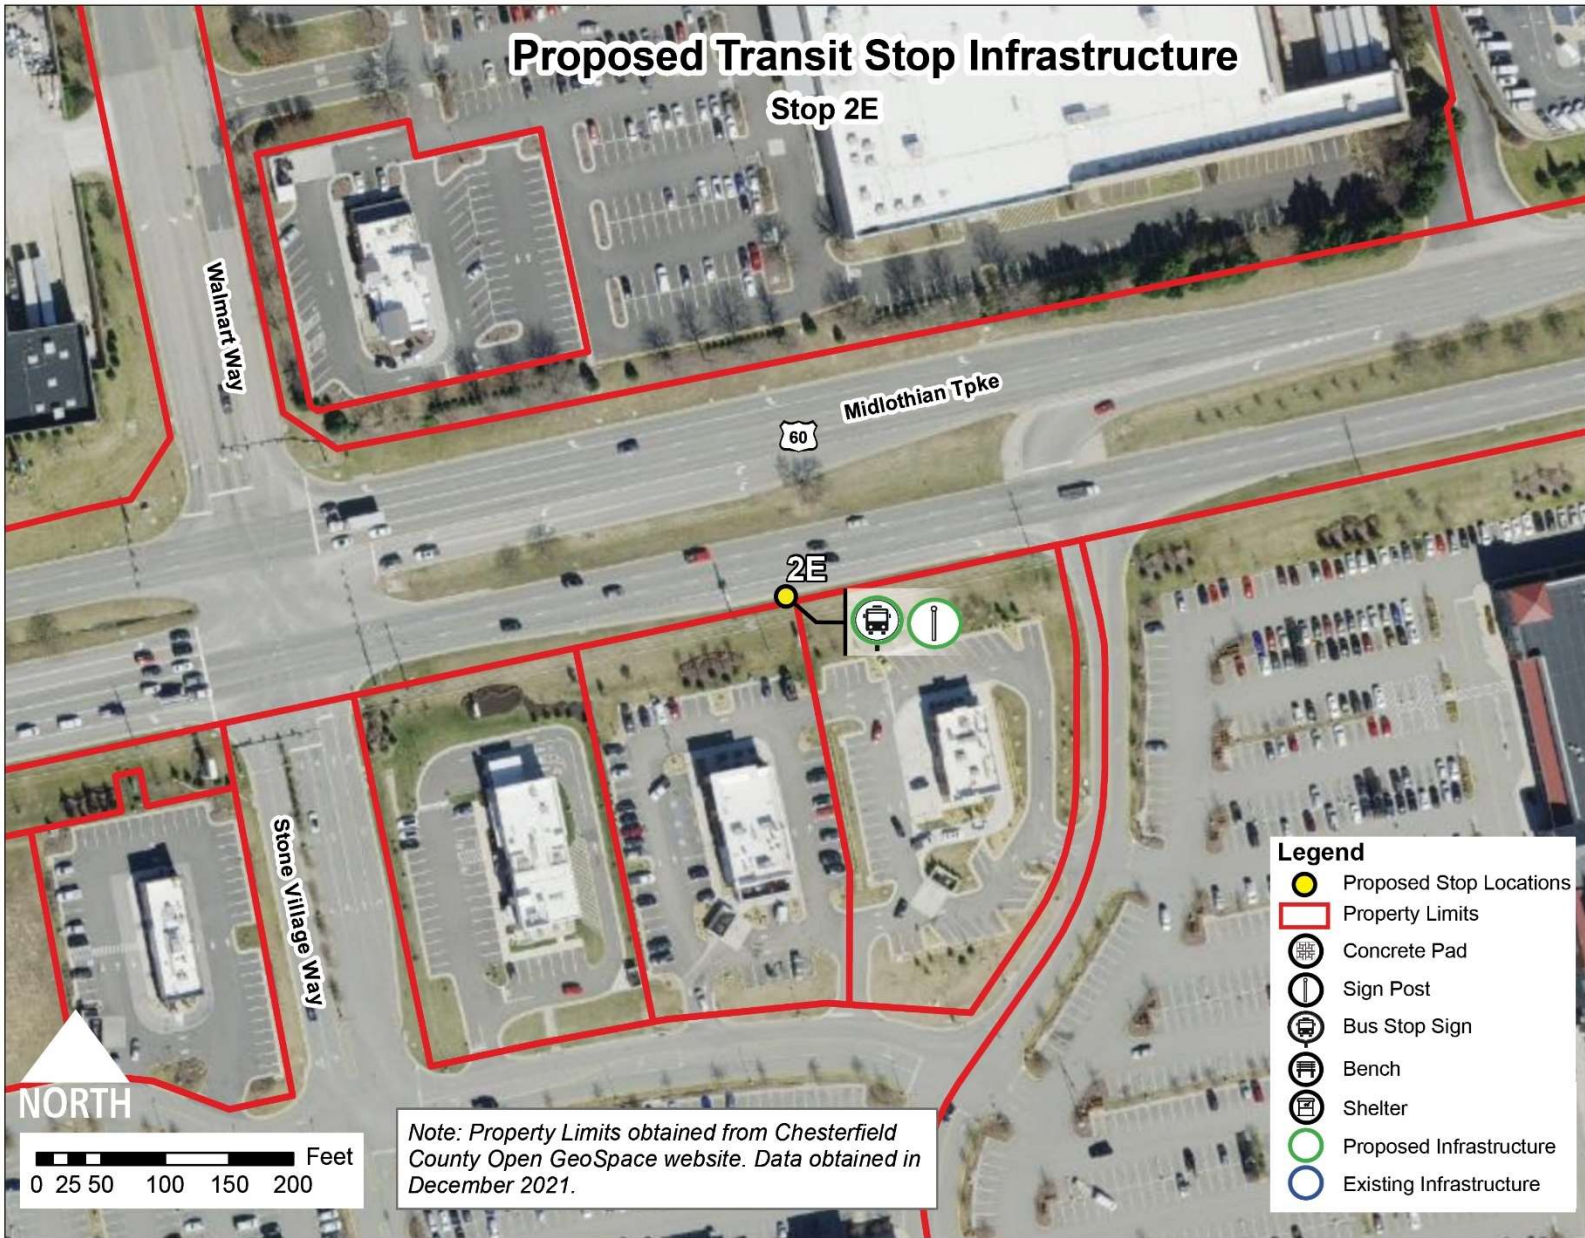 Proposed Transit Stop Infrastructure
Stop 2E
Walmart Way
Midlothian Tpke
60
2E
Stone Village Way
NORTH
Feet
0 25 50 100 150 200
Note: Property Limits obtained from Chesterfield
County Open GeoSpace website. Data obtained in
December 2021.
Legend
Proposed Stop Locations
Property Limits
Concrete Pad
Sign Post
Bus Stop Sign
Bench
Shelter
Proposed Infrastructure
Existing Infrastructure